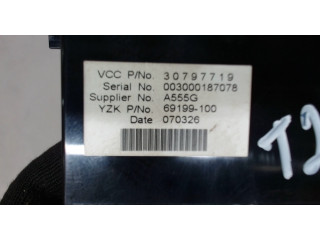 VCC P/No. 30797719
Serial No. 003000187078
Supplier No. A555G
YZK P/No. 69199-100
Date 070326